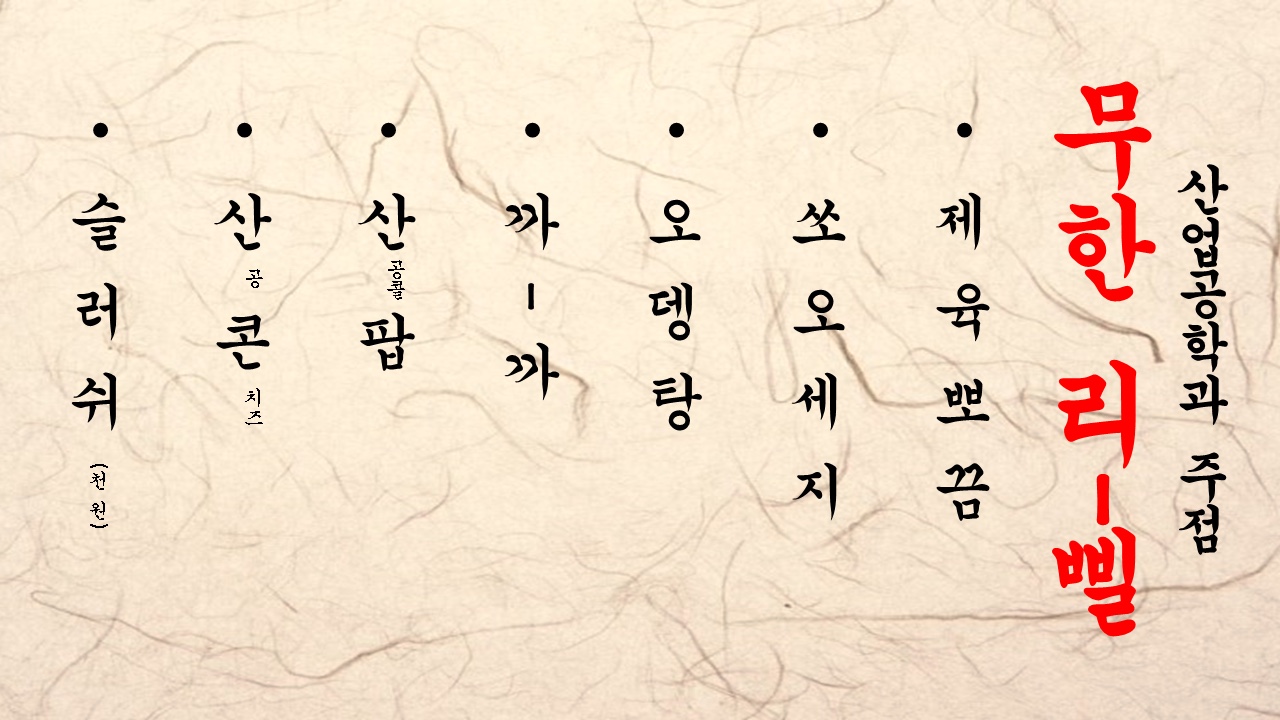 산업공학과 주점
무한 리-삘
• 제육뽀끔
• 쏘오세지
• 오뎅탕
• 까-까
• 산공콜팝
• 산공콘치즈
• 슬러쉬 (천원)